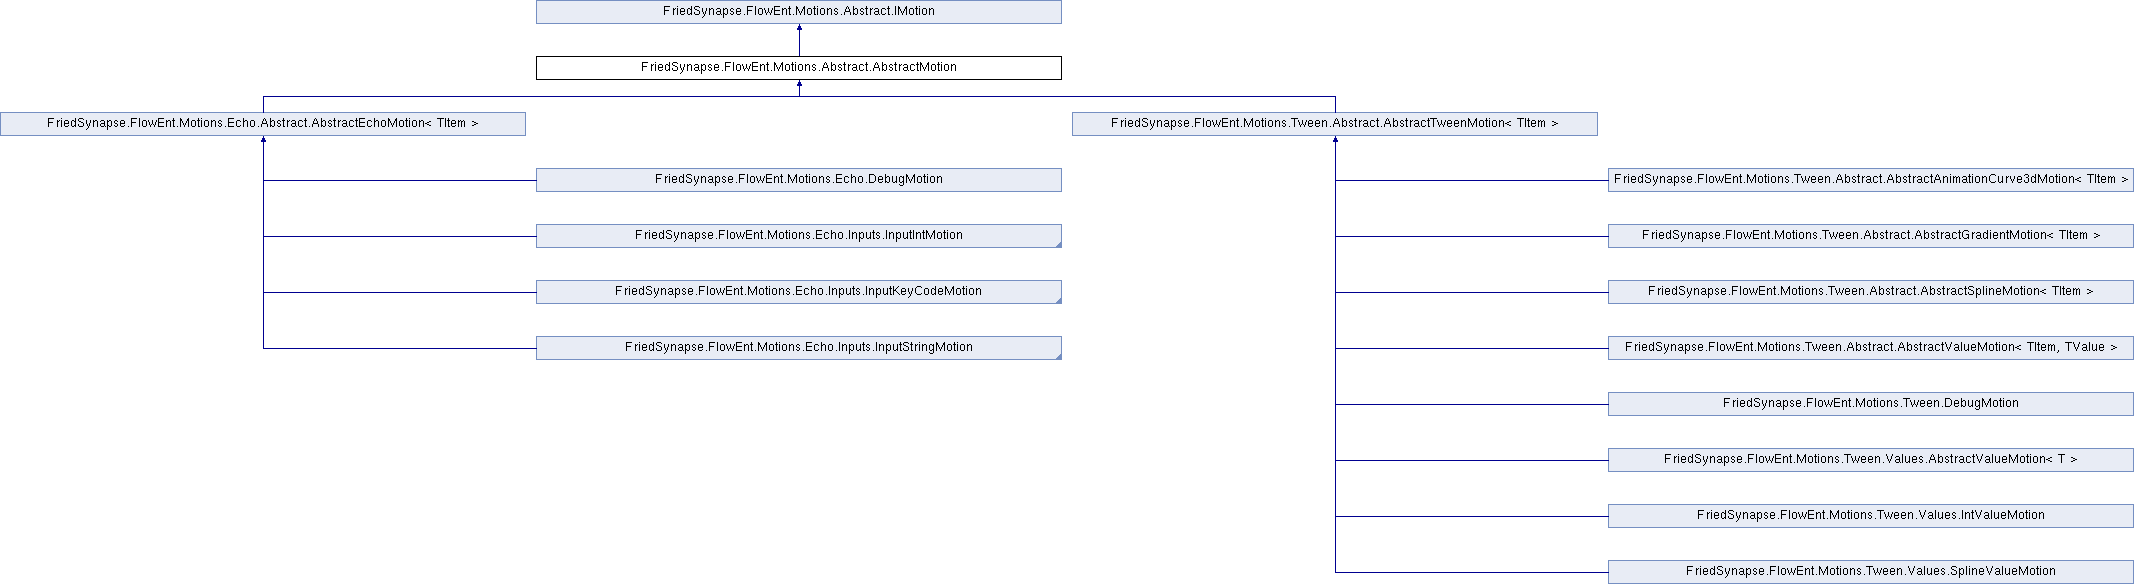 FriedSynapse.FlowEnt.Motions.Abstract.IMotion
FriedSynapse.FlowEnt.Motions.Abstract.AbstractMotion
FriedSynapse.FlowEnt.Motions.Echo.Abstract.AbstractEchoMotion< TItem >
FriedSynapse.FlowEnt.Motions.Tween.Abstract.AbstractTweenMotion< TItem >
FriedSynapse.FlowEnt.Motions.Echo.DebugMotion
FriedSynapse.FlowEnt.Motions.Tween.Abstract.AbstractAnimationCurve3dMotion< TItem >
FriedSynapse.FlowEnt.Motions.Echo.Inputs.InputIntMotion
FriedSynapse.FlowEnt.Motions.Tween.Abstract.AbstractGradientMotion< TItem >
FriedSynapse.FlowEnt.Motions.Echo.Inputs.InputKeyCodeMotion
FriedSynapse.FlowEnt.Motions.Tween.Abstract.AbstractSplineMotion< TItem >
FriedSynapse.FlowEnt.Motions.Echo.Inputs.InputStringMotion
FriedSynapse.FlowEnt.Motions.Tween.Abstract.AbstractValueMotion< TItem, TValue >
FriedSynapse.FlowEnt.Motions.Tween.DebugMotion
FriedSynapse.FlowEnt.Motions.Tween.Values.AbstractValueMotion< T >
FriedSynapse.FlowEnt.Motions.Tween.Values.IntValueMotion
FriedSynapse.FlowEnt.Motions.Tween.Values.SplineValueMotion